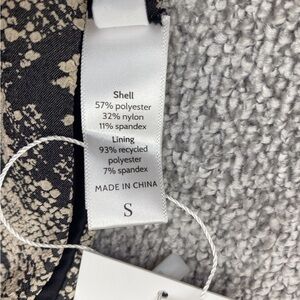 Shell
57% polyester
32% nylon
11% spandex
Lining
93% recycled
polyester
7% spandex
MADE IN CHINA
S